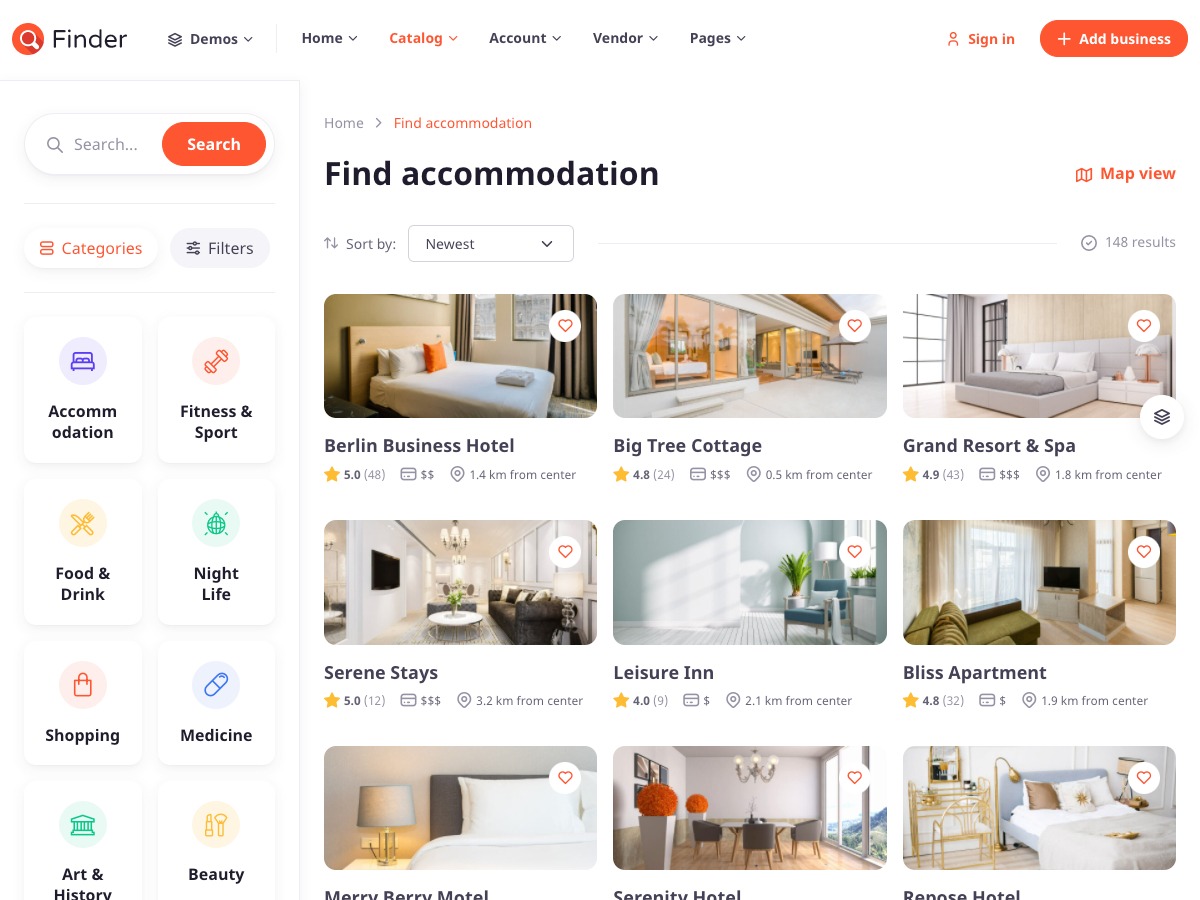 Finder
Demos
Home
Catalog
Account
Vendor
Pages
Sign in
Add business
Search...
Search
Categories
Filters
Accomm
odation
Fitness &
Sport
Food &
Drink
Night
Life
Shopping
Medicine
Art &
History
Beauty
Home > Find accommodation
Find accommodation
Map view
Sort by:
Newest
148 results
Berlin Business Hotel
5.0 (48) $$ 1.4 km from center
Big Tree Cottage
4.8 (24) $$$ 0.5 km from center
Grand Resort & Spa
4.9 (43) $$$ 1.8 km from center
Serene Stays
5.0 (12) $$$ 3.2 km from center
Leisure Inn
4.0 (9) $ 2.1 km from center
Bliss Apartment
4.8 (32) $ 1.9 km from center
Merry Berry Motel
Serenity Hotel
Repose Hotel